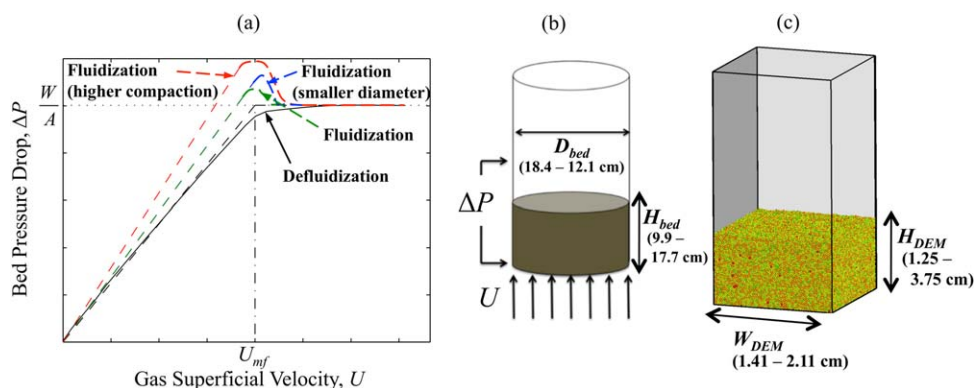 (a)
Fluidization
(higher compaction)
Fluidization
(smaller diameter)
W
A
Fluidization
Defluidization
Bed Pressure Drop, ΔP
U_mf
Gas Superficial Velocity, U
(b)
D_bed
(18.4 – 12.1 cm)
ΔP
H_bed
(9.9 –
17.7 cm)
U
(c)
H_DEM
(1.25 –
3.75 cm)
W_DEM
(1.41 – 2.11 cm)